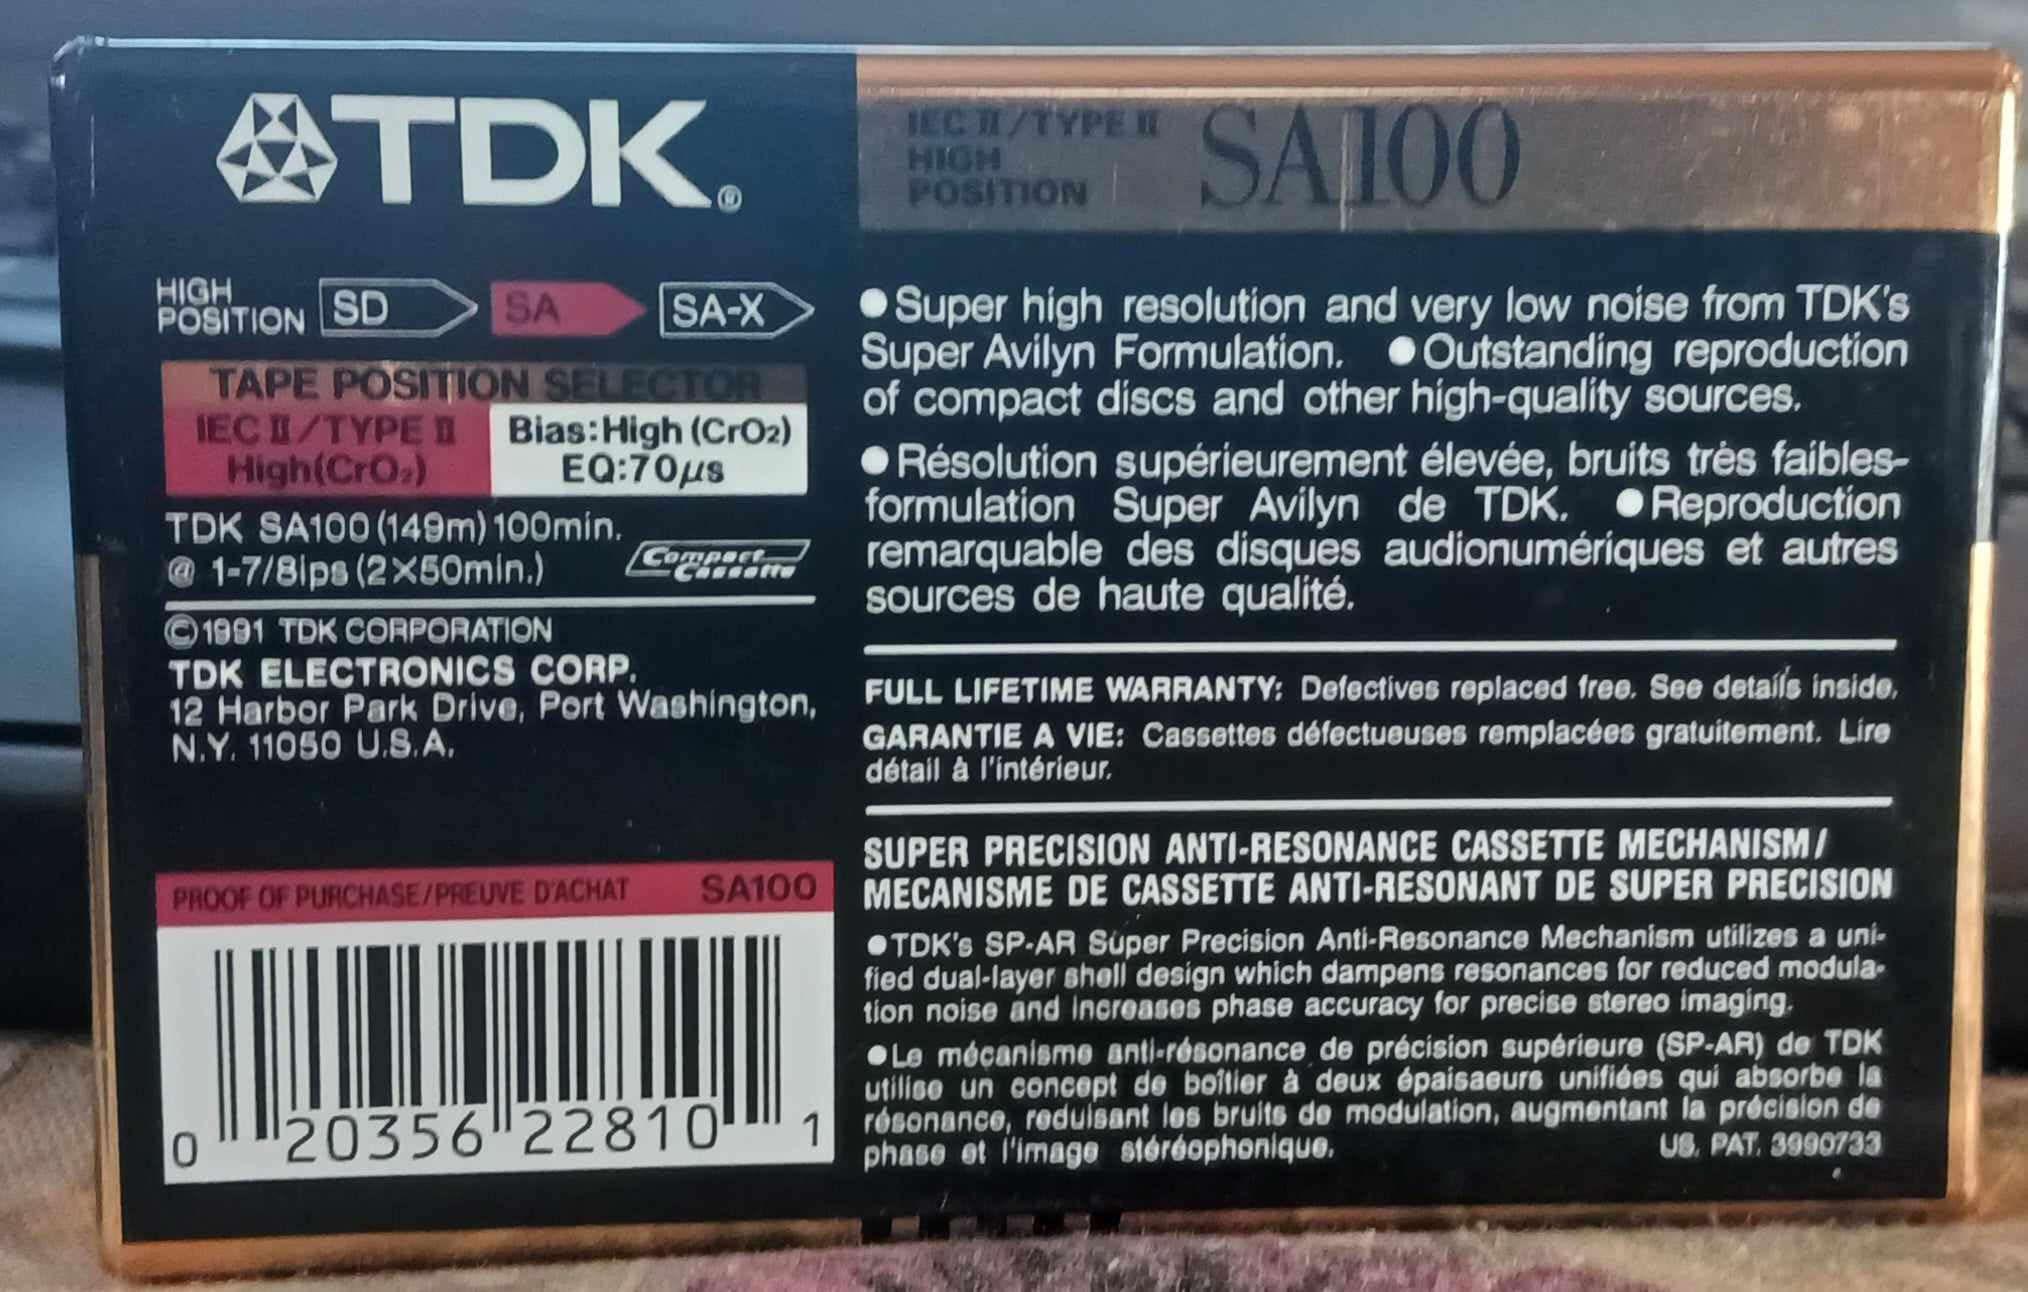 TDK®
IEC II/TYPE II
HIGH
POSITION
SA100
HIGH
POSITION
SD
SA
SA-X
TAPE POSITION SELECTOR
IEC II/TYPE II
High(CrO2)
Bias:High (CrO2)
EQ:70µs
TDK SA100(149m)100min.
@ 1-7/8ips(2×50min.)
Compact
Cassette
©1991 TDK CORPORATION
TDK ELECTRONICS CORP.
12 Harbor Park Drive, Port Washington,
N.Y. 11050 U.S.A.
PROOF OF PURCHASE/PREUVE D'ACHAT SA100
0 20356 22810 1
●Super high resolution and very low noise from TDK's
Super Avilyn Formulation. ●Outstanding reproduction
of compact discs and other high-quality sources.
●Résolution supérieurement élevée, bruits très faibles-
formulation Super Avilyn de TDK. ●Reproduction
remarquable des disques audionumériques et autres
sources de haute qualité.
FULL LIFETIME WARRANTY: Defectives replaced free. See details inside.
GARANTIE A VIE: Cassettes défectueuses remplacées gratuitement. Lire
détail à l'intérieur.
SUPER PRECISION ANTI-RESONANCE CASSETTE MECHANISM/
MECANISME DE CASSETTE ANTI-RESONANT DE SUPER PRECISION
●TDK's SP-AR Super Precision Anti-Resonance Mechanism utilizes a uni-
fied dual-layer shell design which dampens resonances for reduced modula-
tion noise and increases phase accuracy for precise stereo imaging.
●Le mécanisme anti-résonance de précision supérieure (SP-AR) de TDK
utilise un concept de boîtier à deux épaisaeurs unifiées qui absorbe la
résonance, reduisant les bruits de modulation, augmentant la précision de
phase et l'image stéréophonique.
US. PAT. 3990733